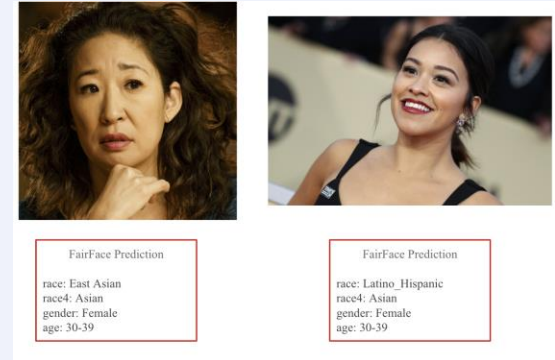 FairFace Prediction
race: East Asian
race4: Asian
gender: Female
age: 30-39
FairFace Prediction
race: Latino_Hispanic
race4: Asian
gender: Female
age: 30-39